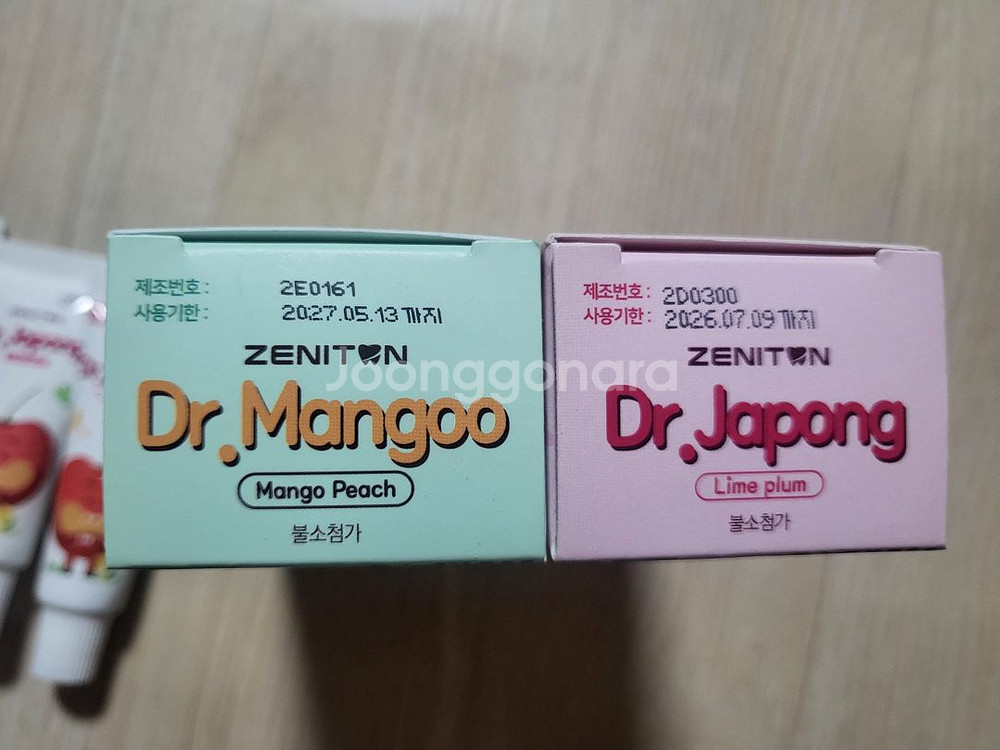 제조번호 : 2E0161
사용기한 : 2027.05.13 까지
ZENITON
Dr.Mangoo
Mango Peach
불소첨가
제조번호 : 2D0300
사용기한 : 2026.07.09 까지
ZENITON
Dr.Japong
Lime plum
불소첨가
Joonggonara